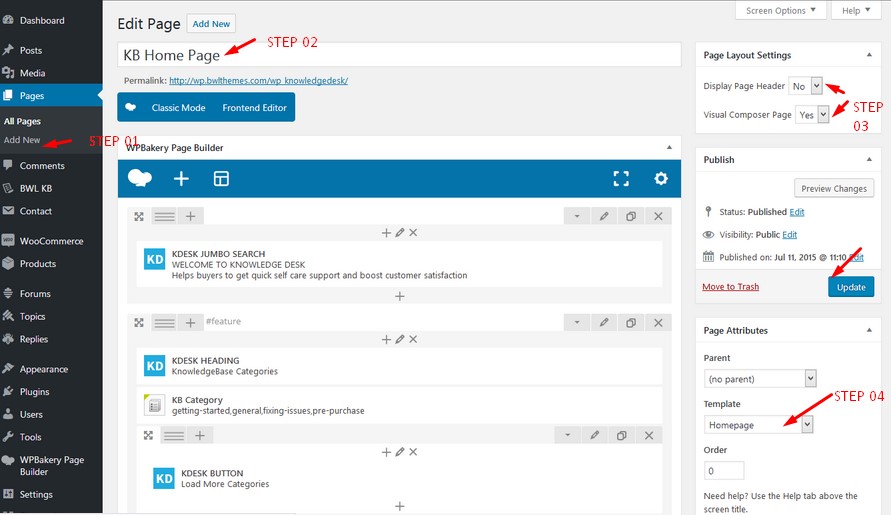 Screen Options
Help
Edit Page
Add New
STEP 02
KB Home Page
Permalink: http://wp.bwlthemes.com/wp_knowledgedesk/
Classic Mode
Frontend Editor
Dashboard
Posts
Media
Pages
All Pages
Add New
STEP 01
Comments
BWL KB
Contact
WooCommerce
Products
Forums
Topics
Replies
Appearance
Plugins
Users
Tools
WPBakery Page
Builder
Settings
WPBakery Page Builder
KD
KDESK JUMBO SEARCH
WELCOME TO KNOWLEDGE DESK
Helps buyers to get quick self care support and boost customer satisfaction
#feature
KD
KDESK HEADING
KnowledgeBase Categories
KB Category
getting-started,general,fixing-issues,pre-purchase
KD
KDESK BUTTON
Load More Categories
Page Layout Settings
Display Page Header No
Visual Composer Page Yes
STEP
03
Publish
Preview Changes
Status: Published Edit
Visibility: Public Edit
Published on: Jul 11, 2015 @ 11:10 Edit
Move to Trash
Update
Page Attributes
Parent
(no parent)
Template
STEP 04
Homepage
Order
0
Need help? Use the Help tab above the
screen title.